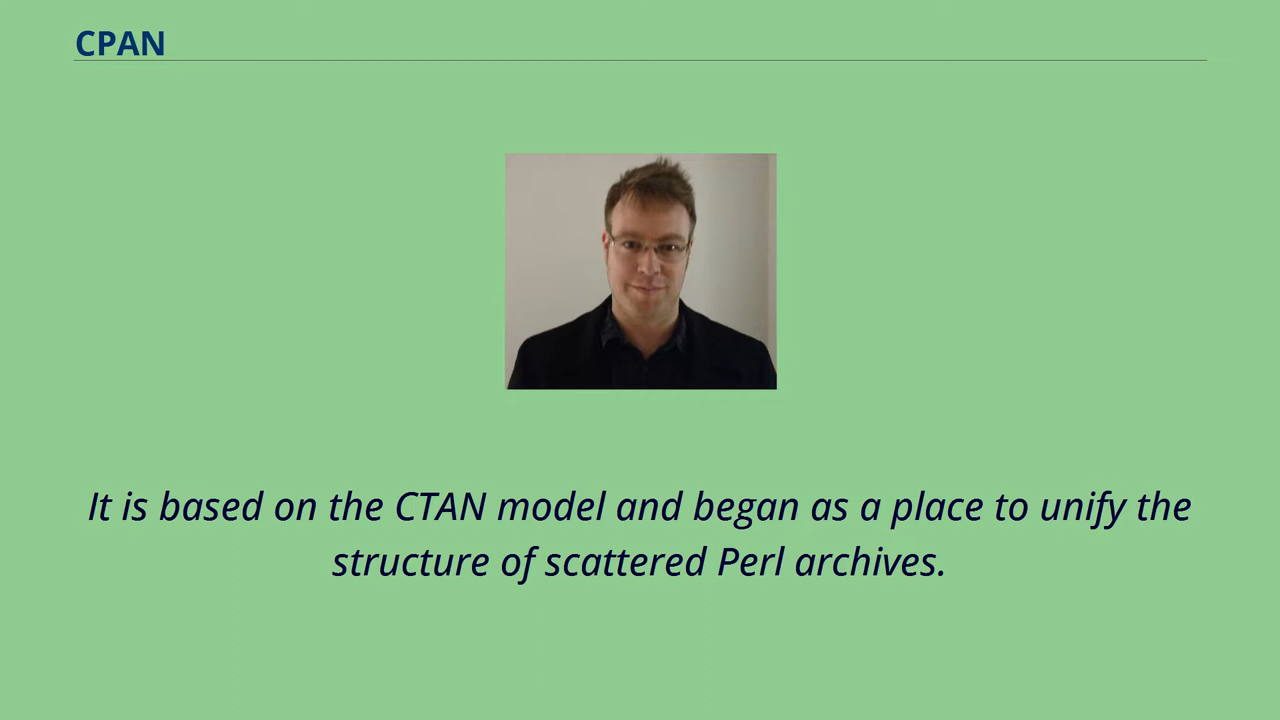 CPAN
It is based on the CTAN model and began as a place to unify the
structure of scattered Perl archives.